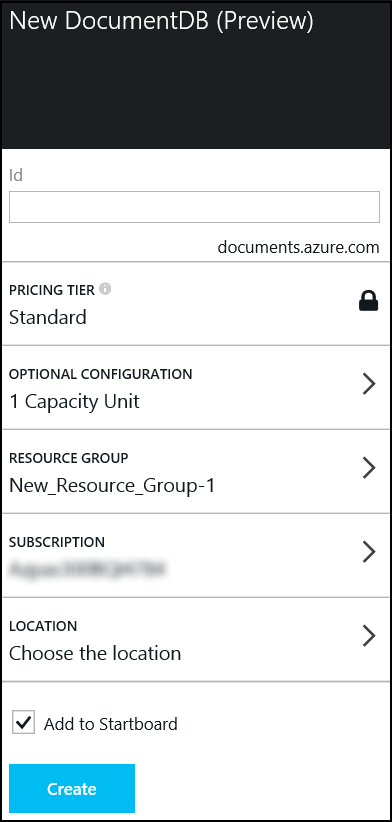 New DocumentDB (Preview)
Id
documents.azure.com
PRICING TIER
Standard
OPTIONAL CONFIGURATION
1 Capacity Unit
RESOURCE GROUP
New_Resource_Group-1
SUBSCRIPTION
LOCATION
Choose the location
Add to Startboard
Create